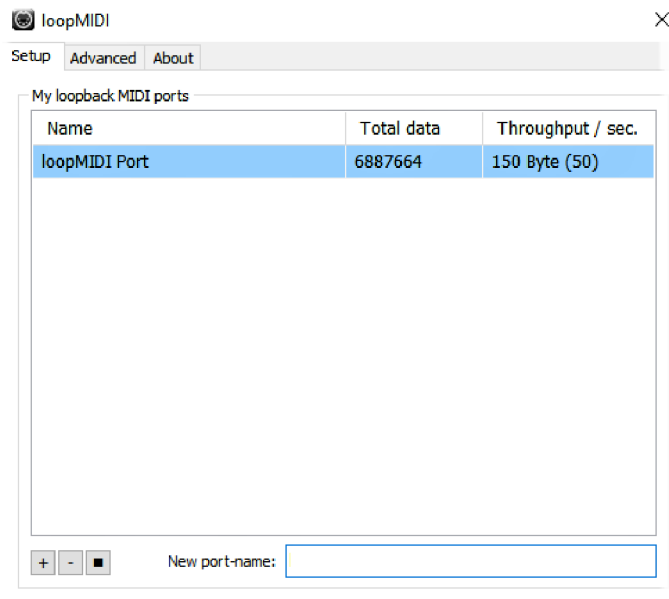 loopMIDI
Setup Advanced About
My loopback MIDI ports
Name Total data Throughput / sec.
loopMIDI Port 6887664 150 Byte (50)
+ - ■ New port-name: